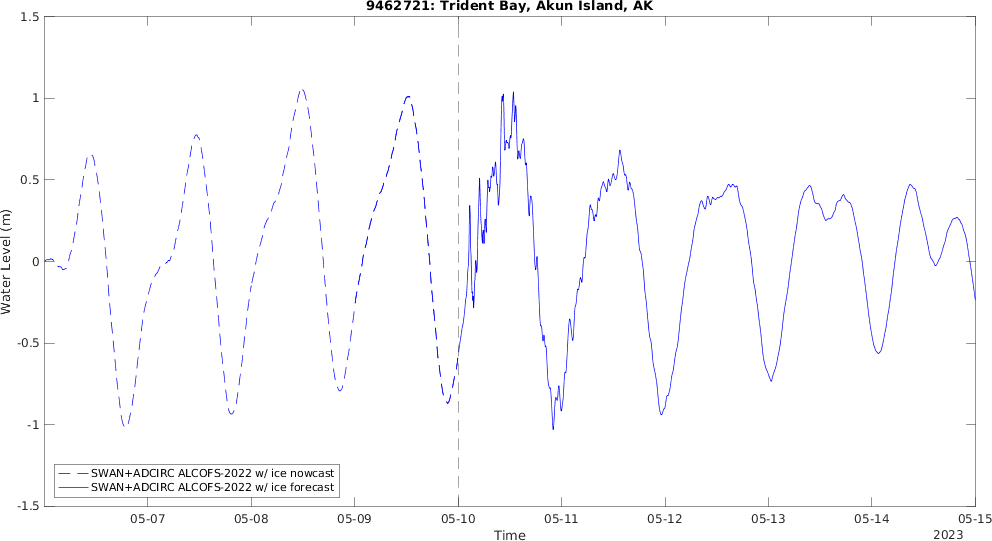 9462721: Trident Bay, Akun Island, AK
1.5
1
0.5
0
-0.5
-1
-1.5
Water Level (m)
SWAN+ADCIRC ALCOFS-2022 w/ ice nowcast
SWAN+ADCIRC ALCOFS-2022 w/ ice forecast
05-07 05-08 05-09 05-10 05-11 05-12 05-13 05-14 05-15
Time
2023